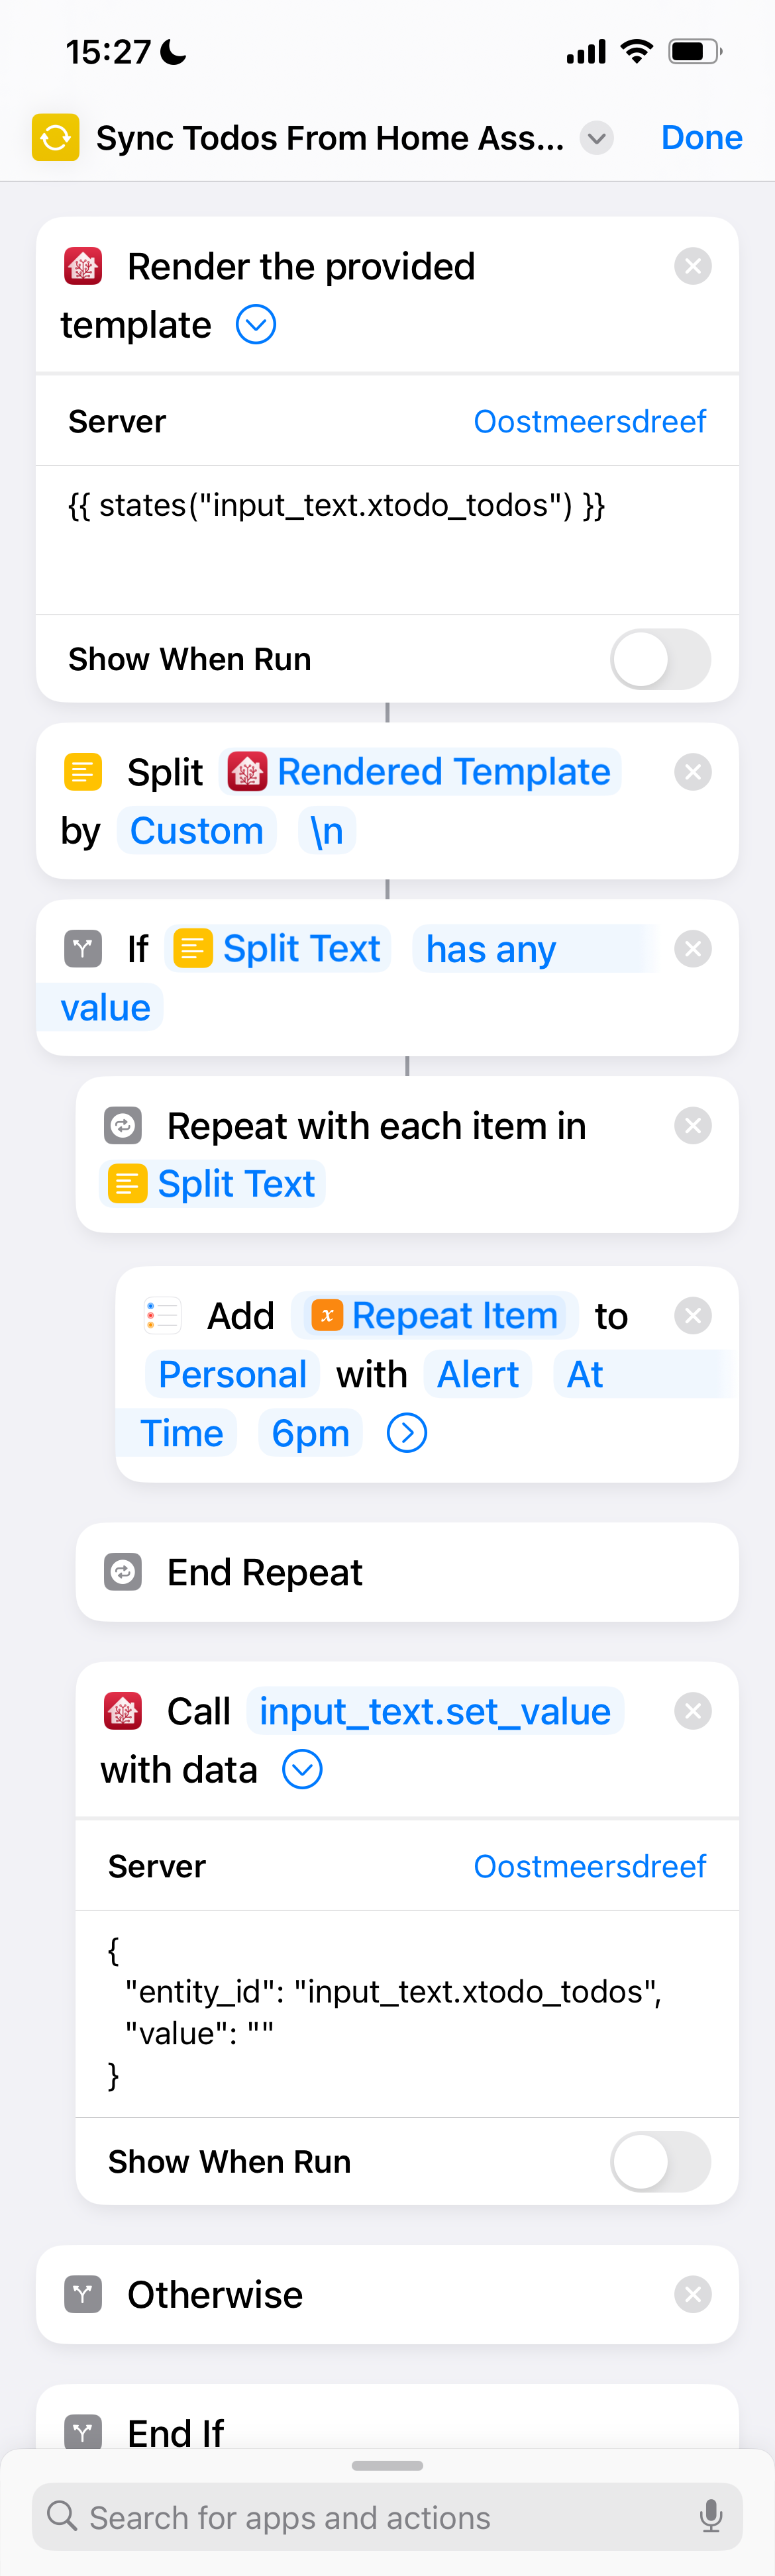 15:27
Sync Todos From Home Ass...
Done
Render the provided
template
Server
Oostmeersdreef
{{ states("input_text.xtodo_todos") }}
Show When Run
Split Rendered Template
by Custom \n
If Split Text has any
value
Repeat with each item in
Split Text
Add Repeat Item to
Personal with Alert At
Time 6pm
End Repeat
Call input_text.set_value
with data
Server
Oostmeersdreef
{
"entity_id": "input_text.xtodo_todos",
"value": ""
}
Show When Run
Otherwise
End If
Search for apps and actions